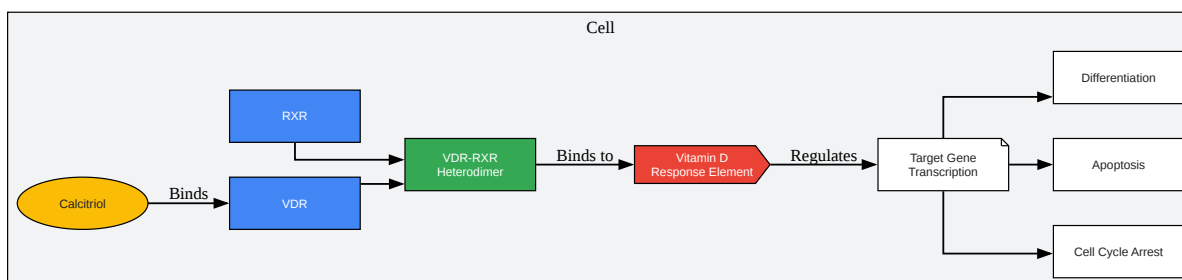 Cell
RXR
Calcitriol
Binds
VDR
VDR-RXR
Heterodimer
Binds to
Vitamin D
Response Element
Regulates
Target Gene
Transcription
Differentiation
Apoptosis
Cell Cycle Arrest